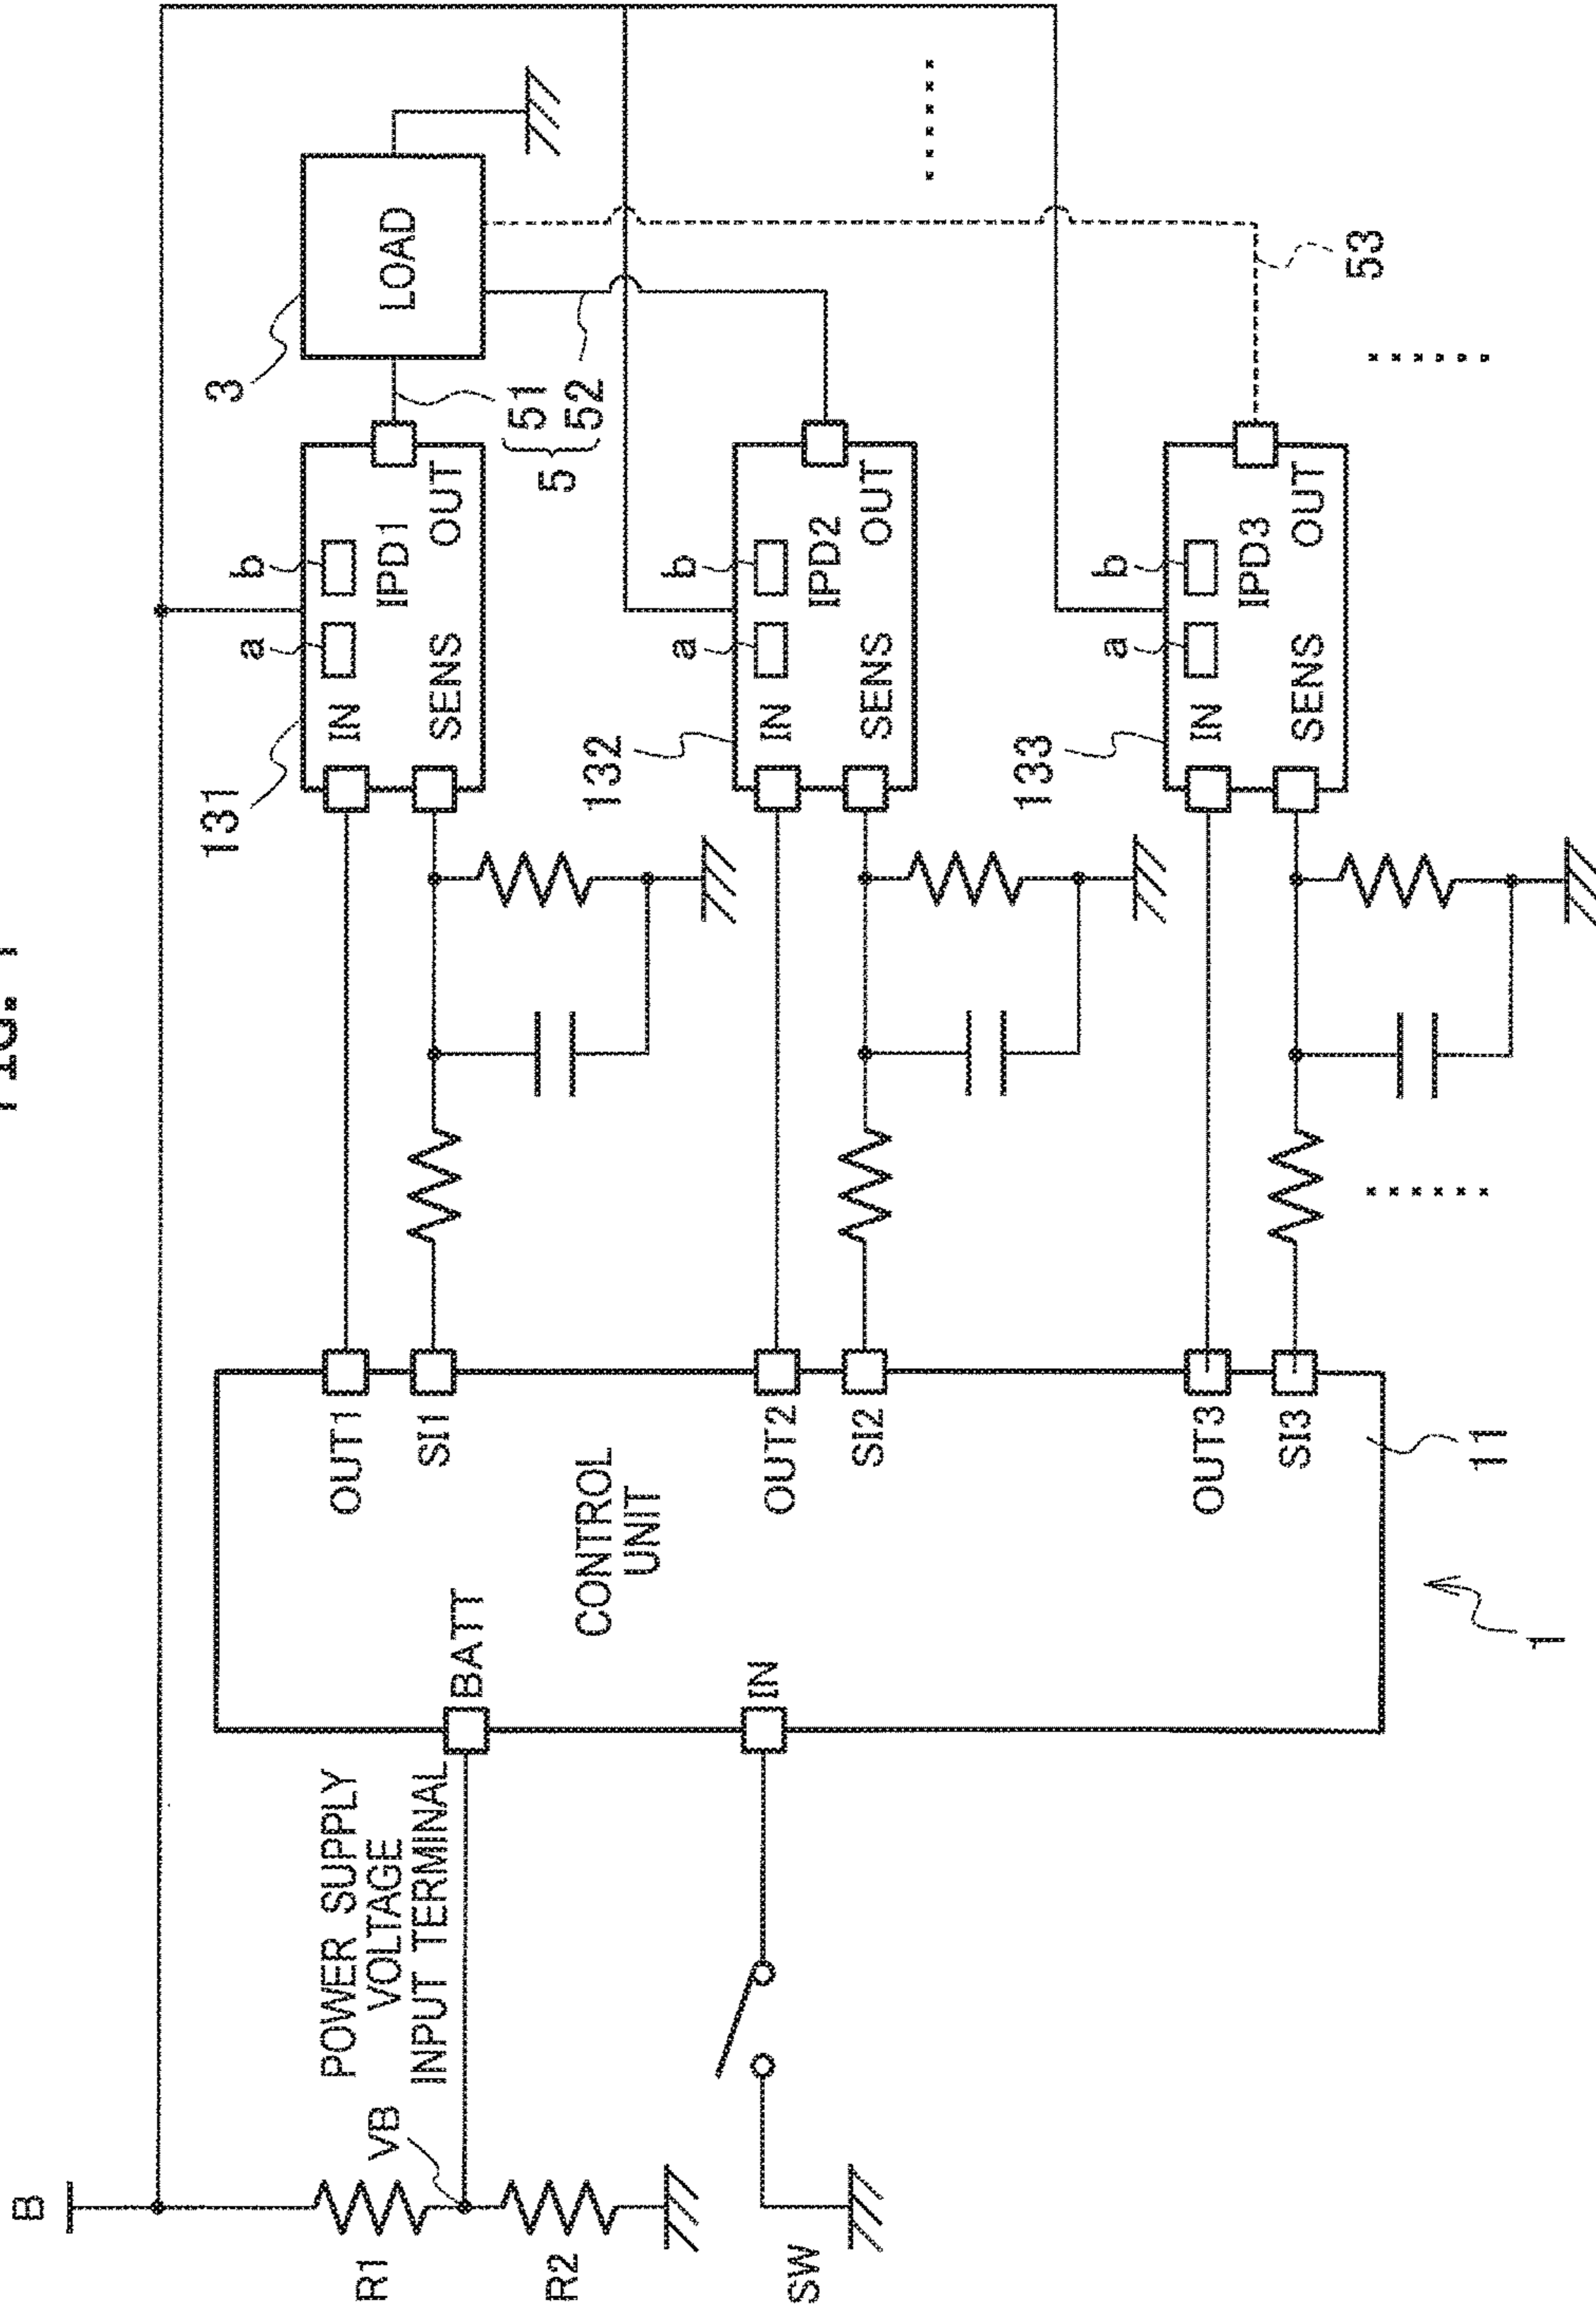 FIG. 1
B
R1
VB
R2
SW
POWER SUPPLY
VOLTAGE
INPUT TERMINAL
BATT
IN
CONTROL
UNIT
OUT1
SI1
OUT2
SI2
OUT3
SI3
11
1
131
IN
a
b
IPD1
SENS
OUT
3
LOAD
51
5
52
132
IN
a
b
IPD2
SENS
OUT
133
IN
a
b
IPD3
SENS
OUT
53